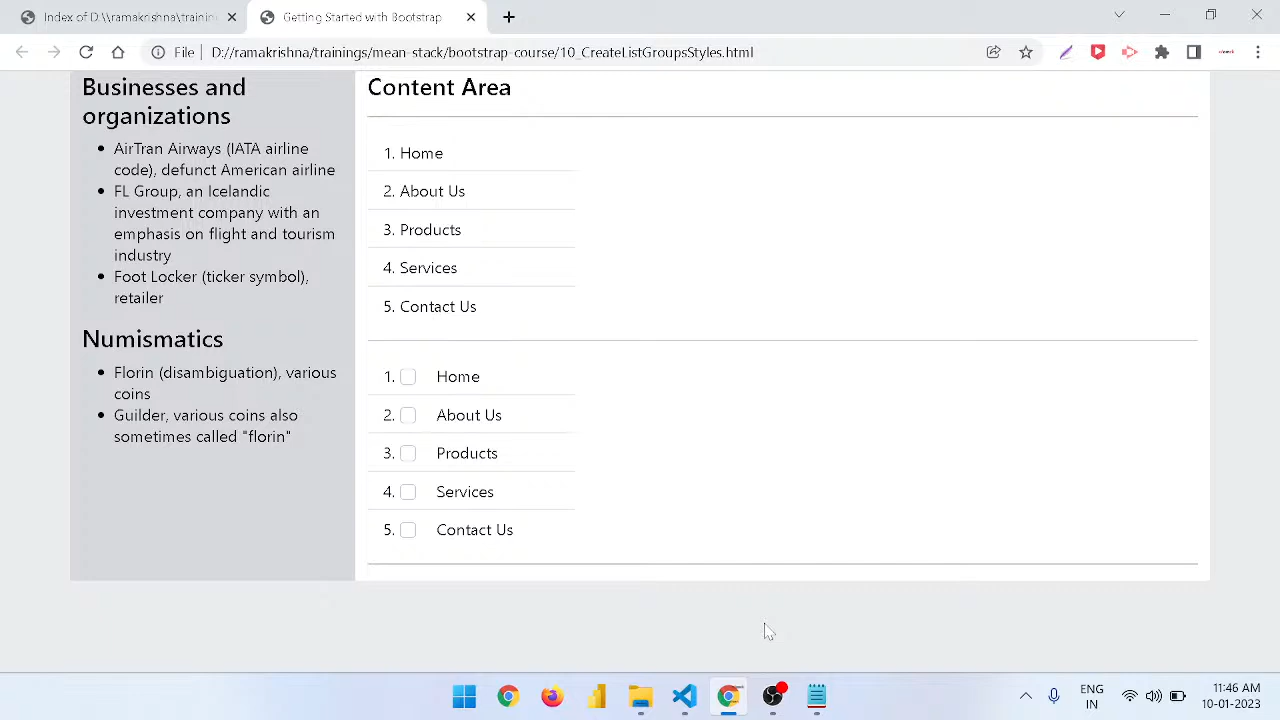 Index of D:\\ramakrishna\trainin
Getting Started with Bootstrap
File
D://ramakrishna/trainings/mean-stack/bootstrap-course/10_CreateListGroupsStyles.html
Businesses and
organizations
AirTran Airways (IATA airline
code), defunct American airline
FL Group, an Icelandic
investment company with an
emphasis on flight and tourism
industry
Foot Locker (ticker symbol),
retailer
Numismatics
Florin (disambiguation), various
coins
Guilder, various coins also
sometimes called "florin"
Content Area
1. Home
2. About Us
3. Products
4. Services
5. Contact Us
1. Home
2. About Us
3. Products
4. Services
5. Contact Us
ENG
IN
11:46 AM
10-01-2023